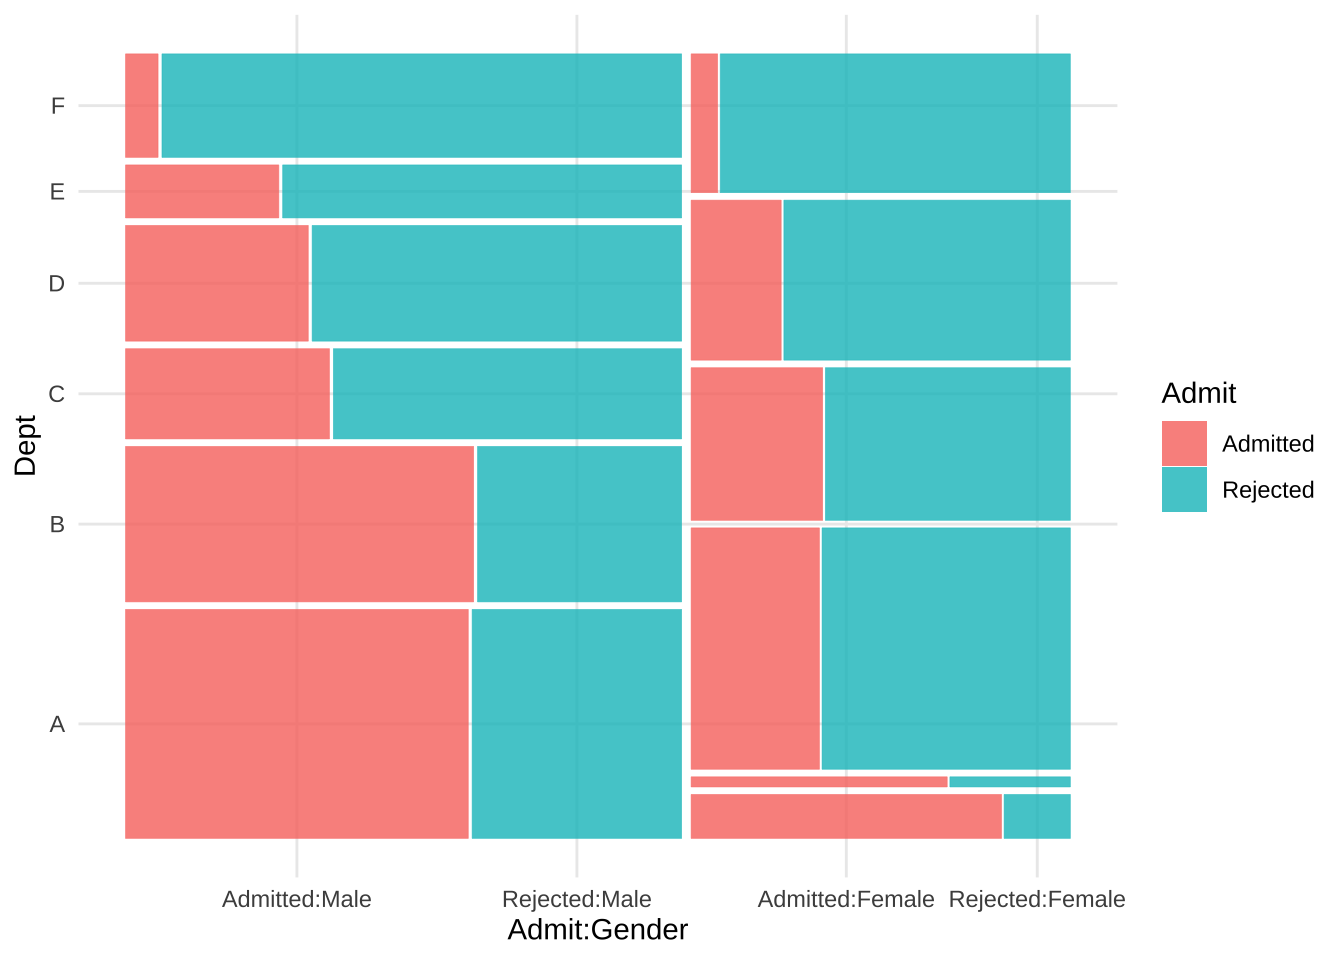 F
E
D
C
B
A
Dept
Admitted:Male
Rejected:Male
Admitted:Female
Rejected:Female
Admit:Gender
Admit
Admitted
Rejected